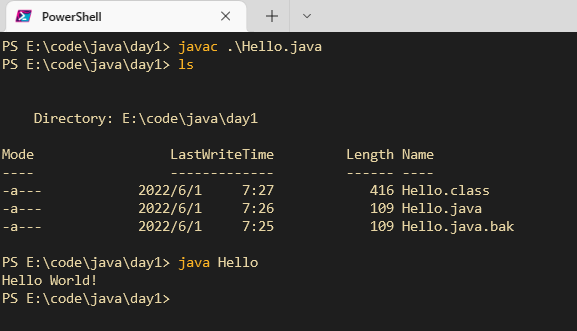 PowerShell
PS E:\code\java\day1> javac .\Hello.java
PS E:\code\java\day1> ls
Directory: E:\code\java\day1
Mode                 LastWriteTime         Length Name
----                 -------------         ------ ----
-a---            2022/6/1     7:27            416 Hello.class
-a---            2022/6/1     7:26            109 Hello.java
-a---            2022/6/1     7:25            109 Hello.java.bak
PS E:\code\java\day1> java Hello
Hello World!
PS E:\code\java\day1>